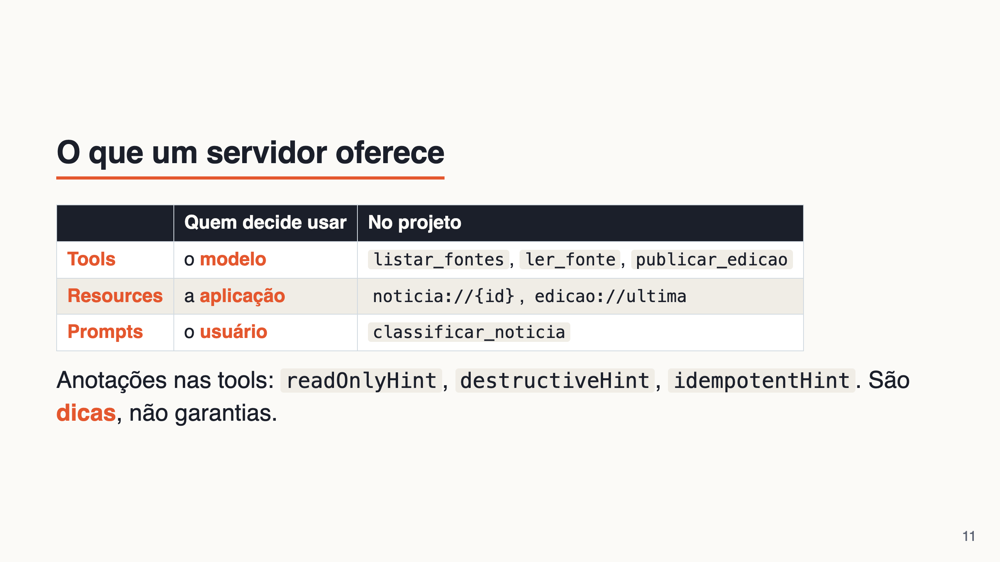 O que um servidor oferece
Quem decide usar No projeto
Tools o modelo listar_fontes, ler_fonte, publicar_edicao
Resources a aplicação noticia://{id}, edicao://ultima
Prompts o usuário classificar_noticia
Anotações nas tools: readOnlyHint, destructiveHint, idempotentHint. São
dicas, não garantias.
11